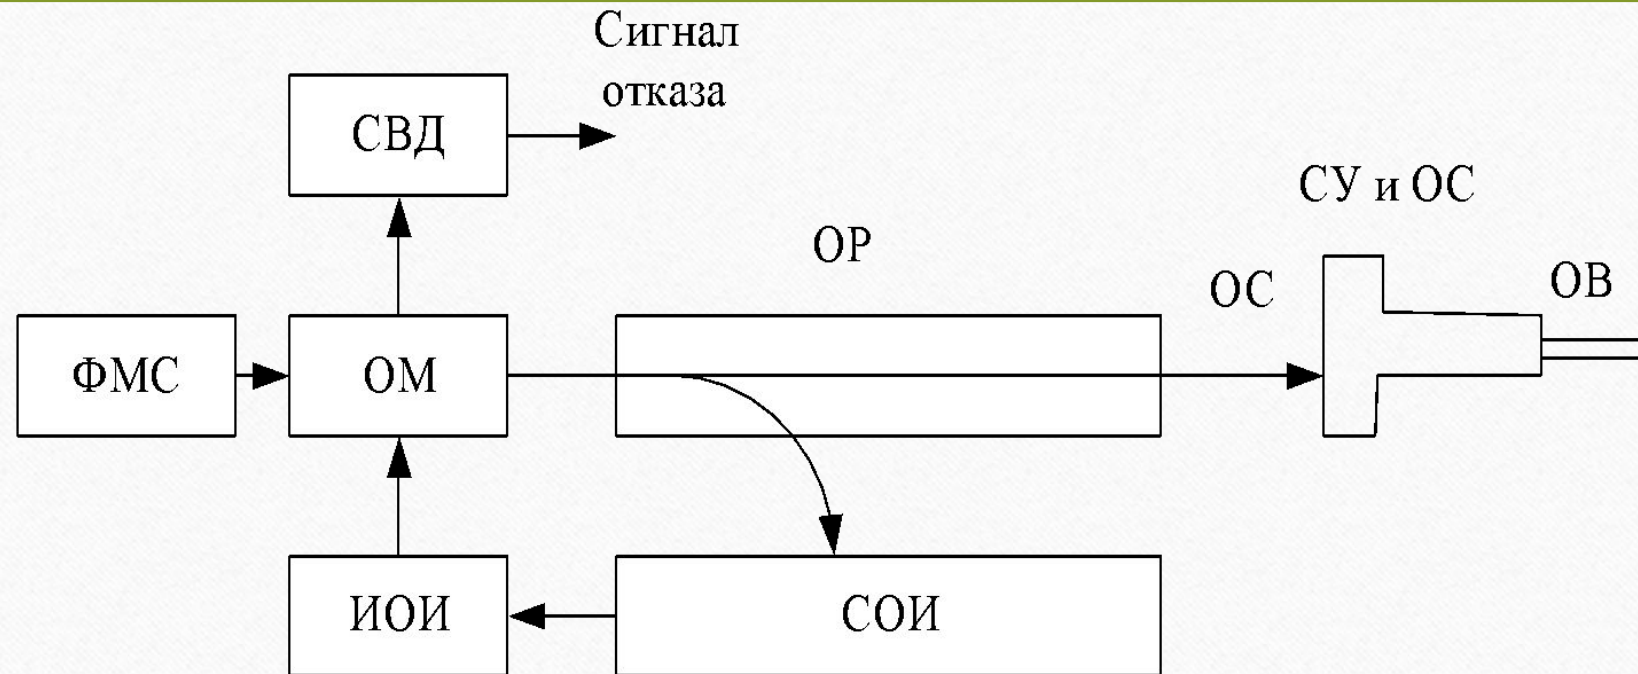 Сигнал
отказа
СВД
СУ и ОС
ОР
ОС
ОВ
ФМС
ОМ
ИОИ
СОИ